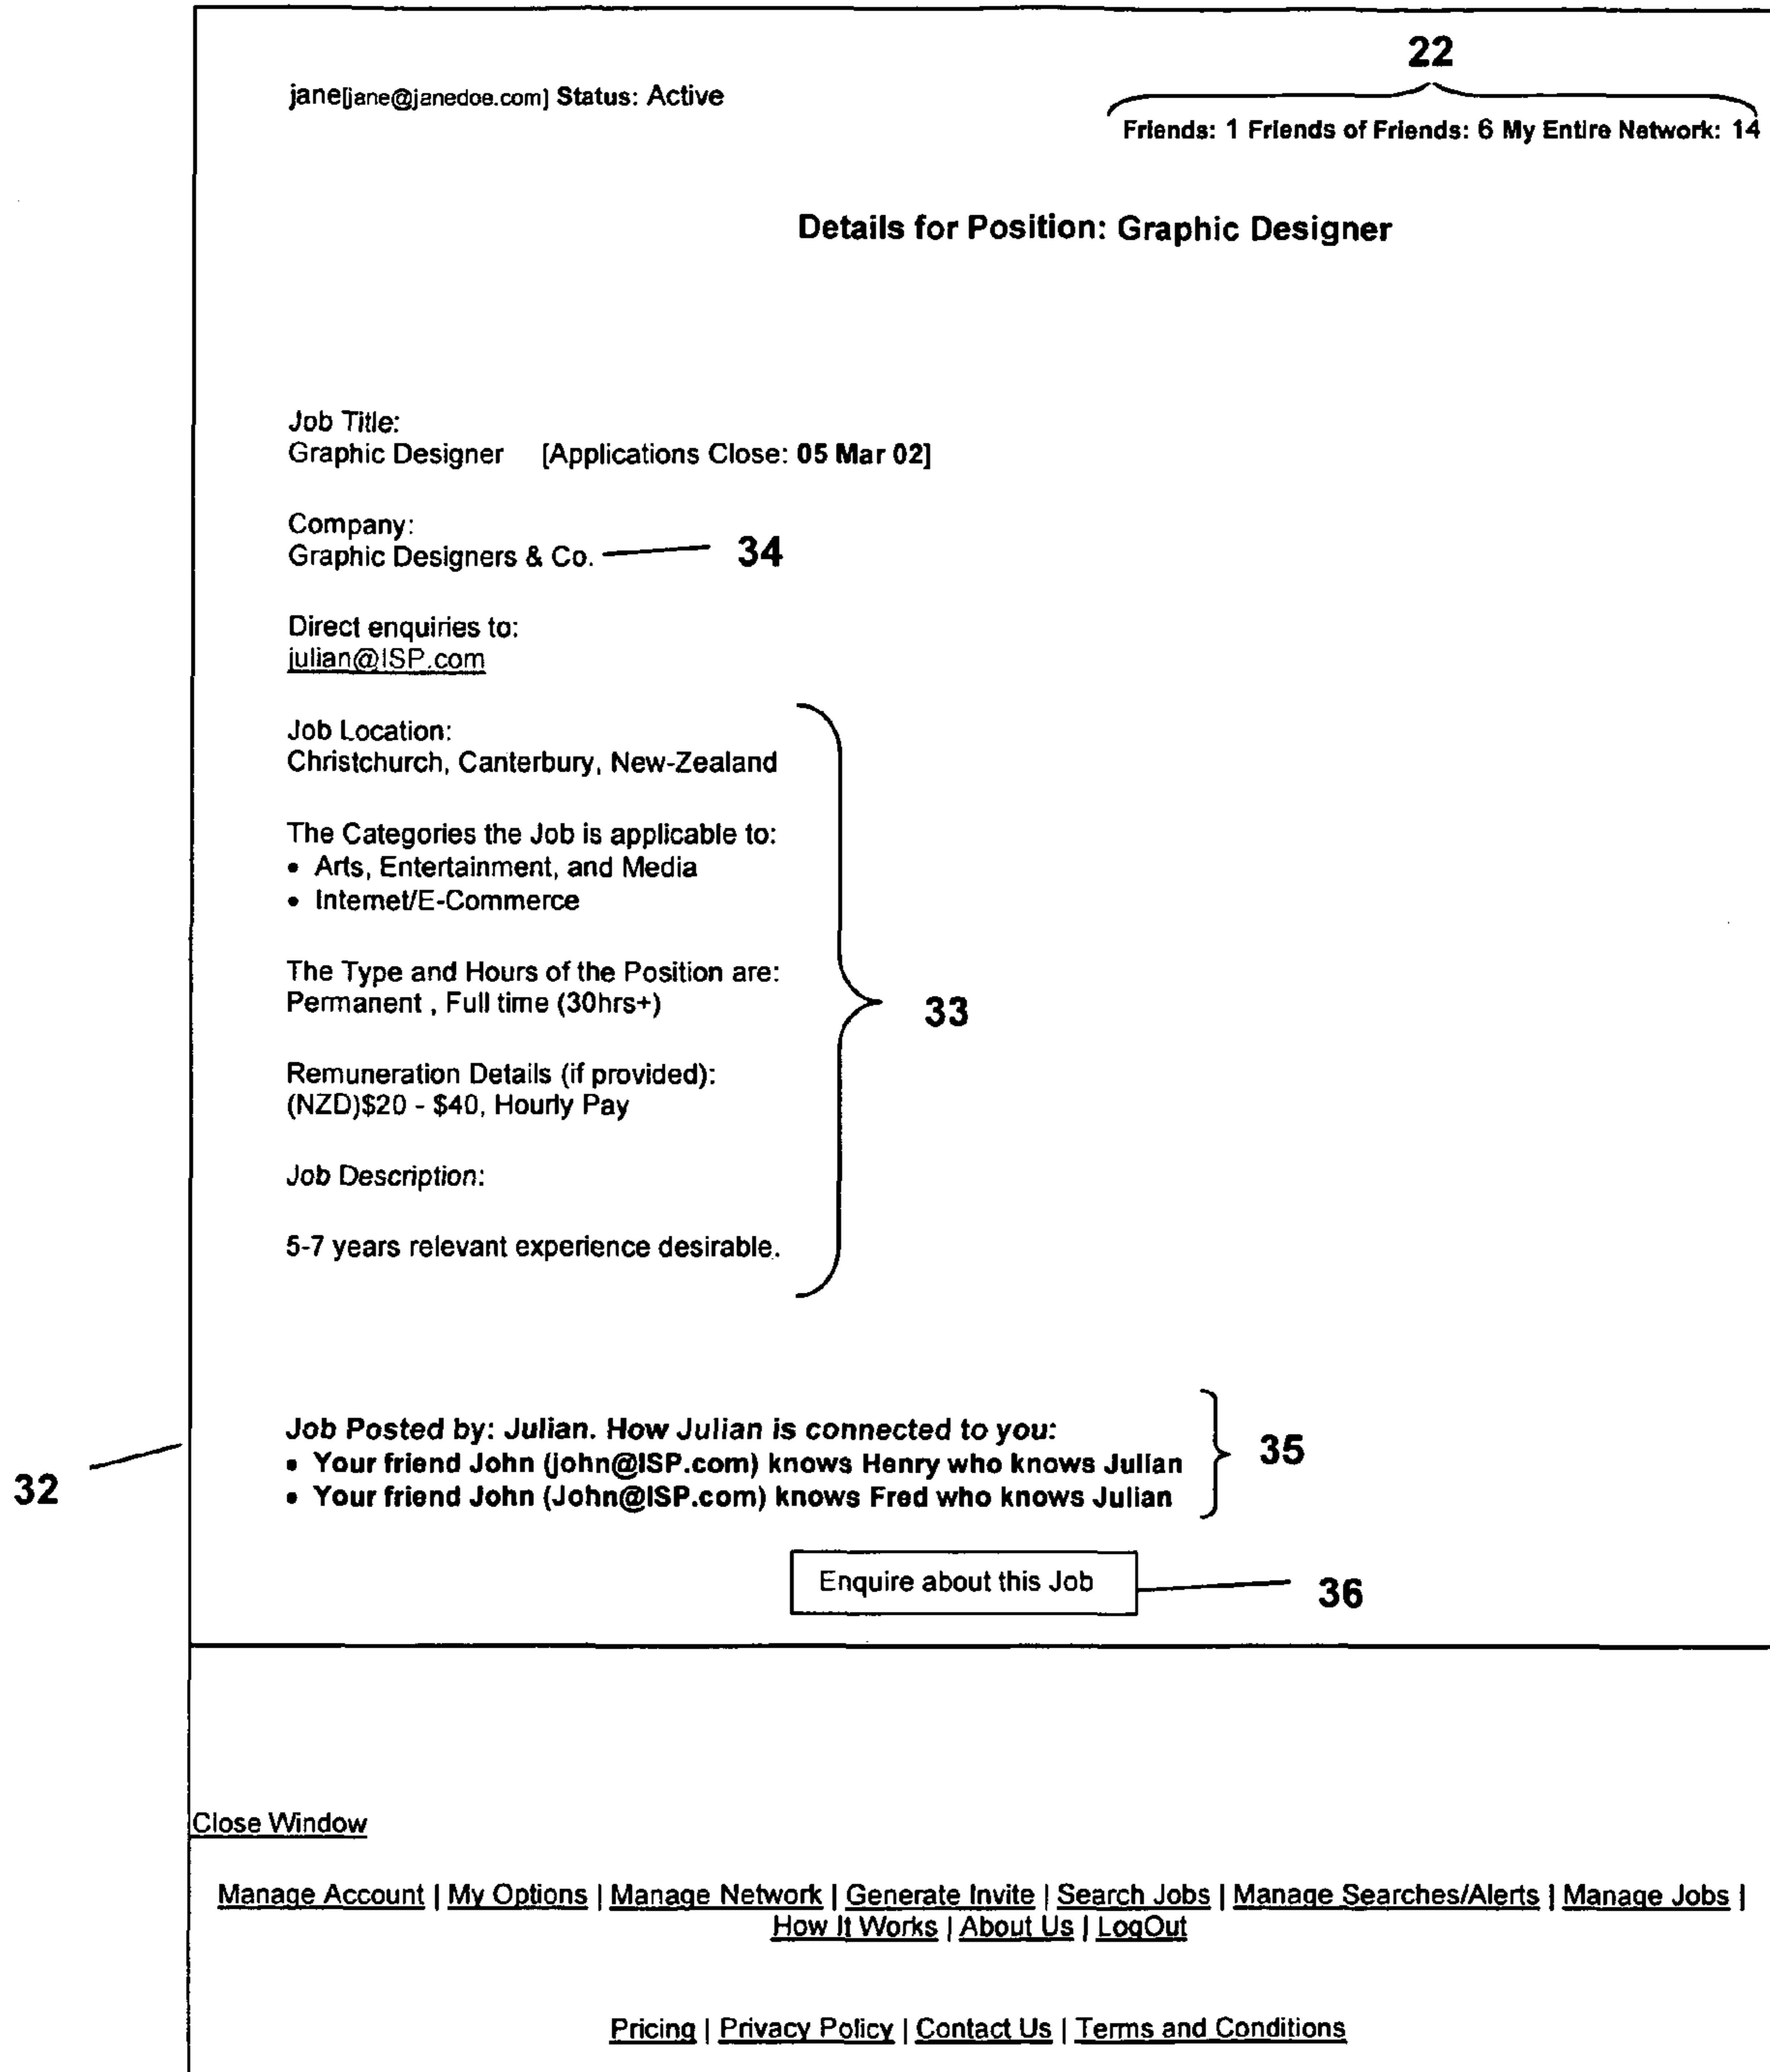 22
jane[jane@janedoe.com] Status: Active
Friends: 1 Friends of Friends: 6 My Entire Network: 14
Details for Position: Graphic Designer
Job Title:
Graphic Designer [Applications Close: 05 Mar 02]
Company:
Graphic Designers & Co. 34
Direct enquiries to:
julian@ISP.com
Job Location:
Christchurch, Canterbury, New-Zealand
The Categories the Job is applicable to:
• Arts, Entertainment, and Media
• Internet/E-Commerce
The Type and Hours of the Position are:
Permanent , Full time (30hrs+)
33
Remuneration Details (if provided):
(NZD)$20 - $40, Hourly Pay
Job Description:
5-7 years relevant experience desirable.
Job Posted by: Julian. How Julian is connected to you:
• Your friend John (john@ISP.com) knows Henry who knows Julian
35
• Your friend John (John@ISP.com) knows Fred who knows Julian
32
Enquire about this Job
36
Close Window
Manage Account | My Options | Manage Network | Generate Invite | Search Jobs | Manage Searches/Alerts | Manage Jobs |
How It Works | About Us | LogOut
Pricing | Privacy Policy | Contact Us | Terms and Conditions